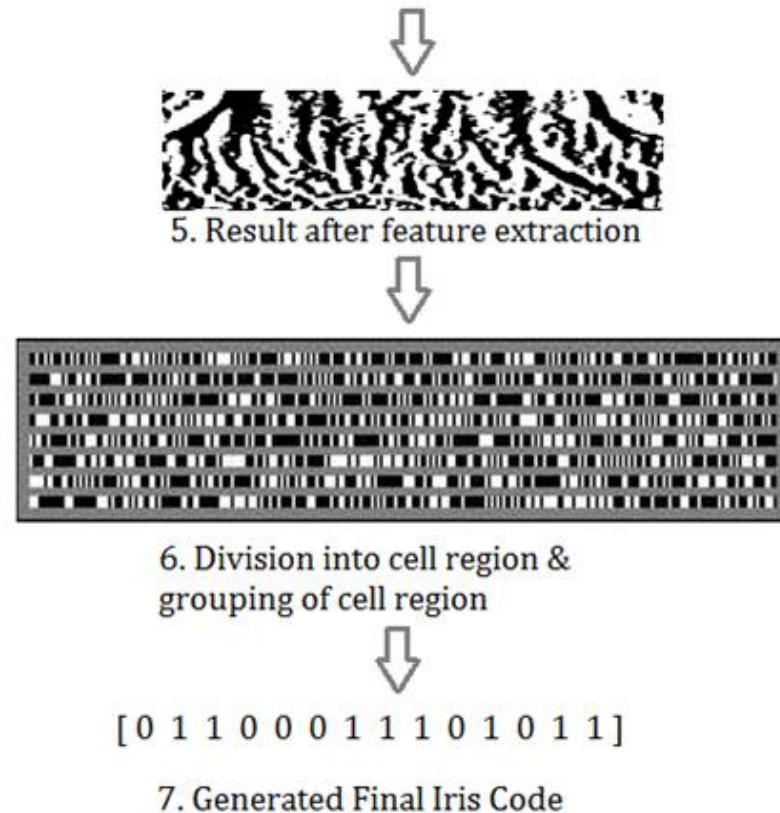 5. Result after feature extraction
6. Division into cell region &
grouping of cell region
[ 0 1 1 0 0 0 1 1 1 0 1 0 1 1 ]
7. Generated Final Iris Code